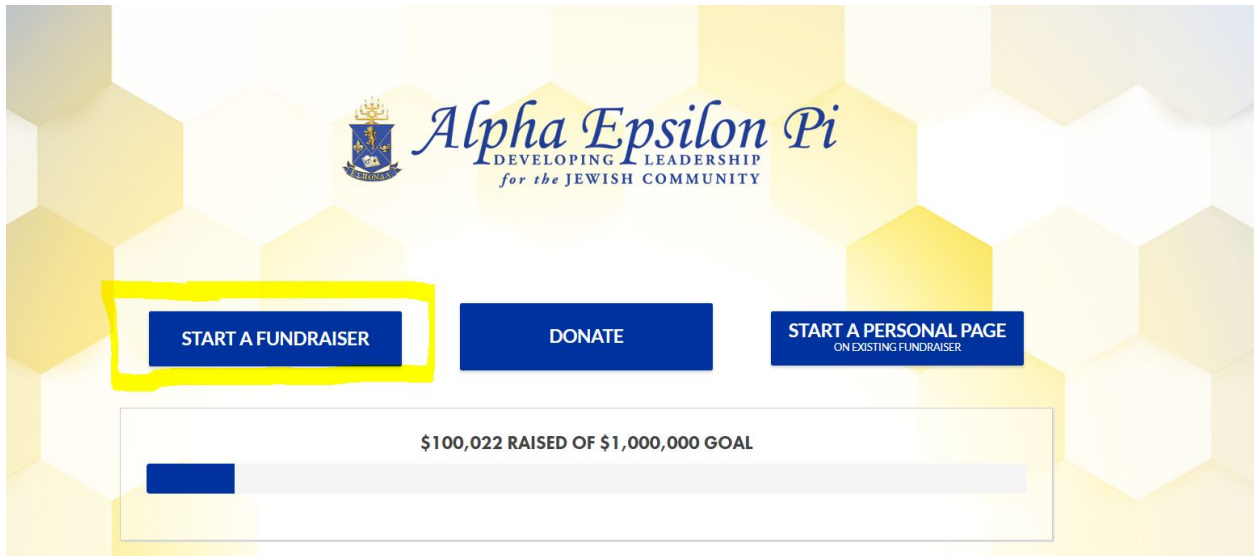 Alpha Epsilon Pi
DEVELOPING LEADERSHIP
for the JEWISH COMMUNITY
START A FUNDRAISER
DONATE
START A PERSONAL PAGE
ON EXISTING FUNDRAISER
$100,022 RAISED OF $1,000,000 GOAL